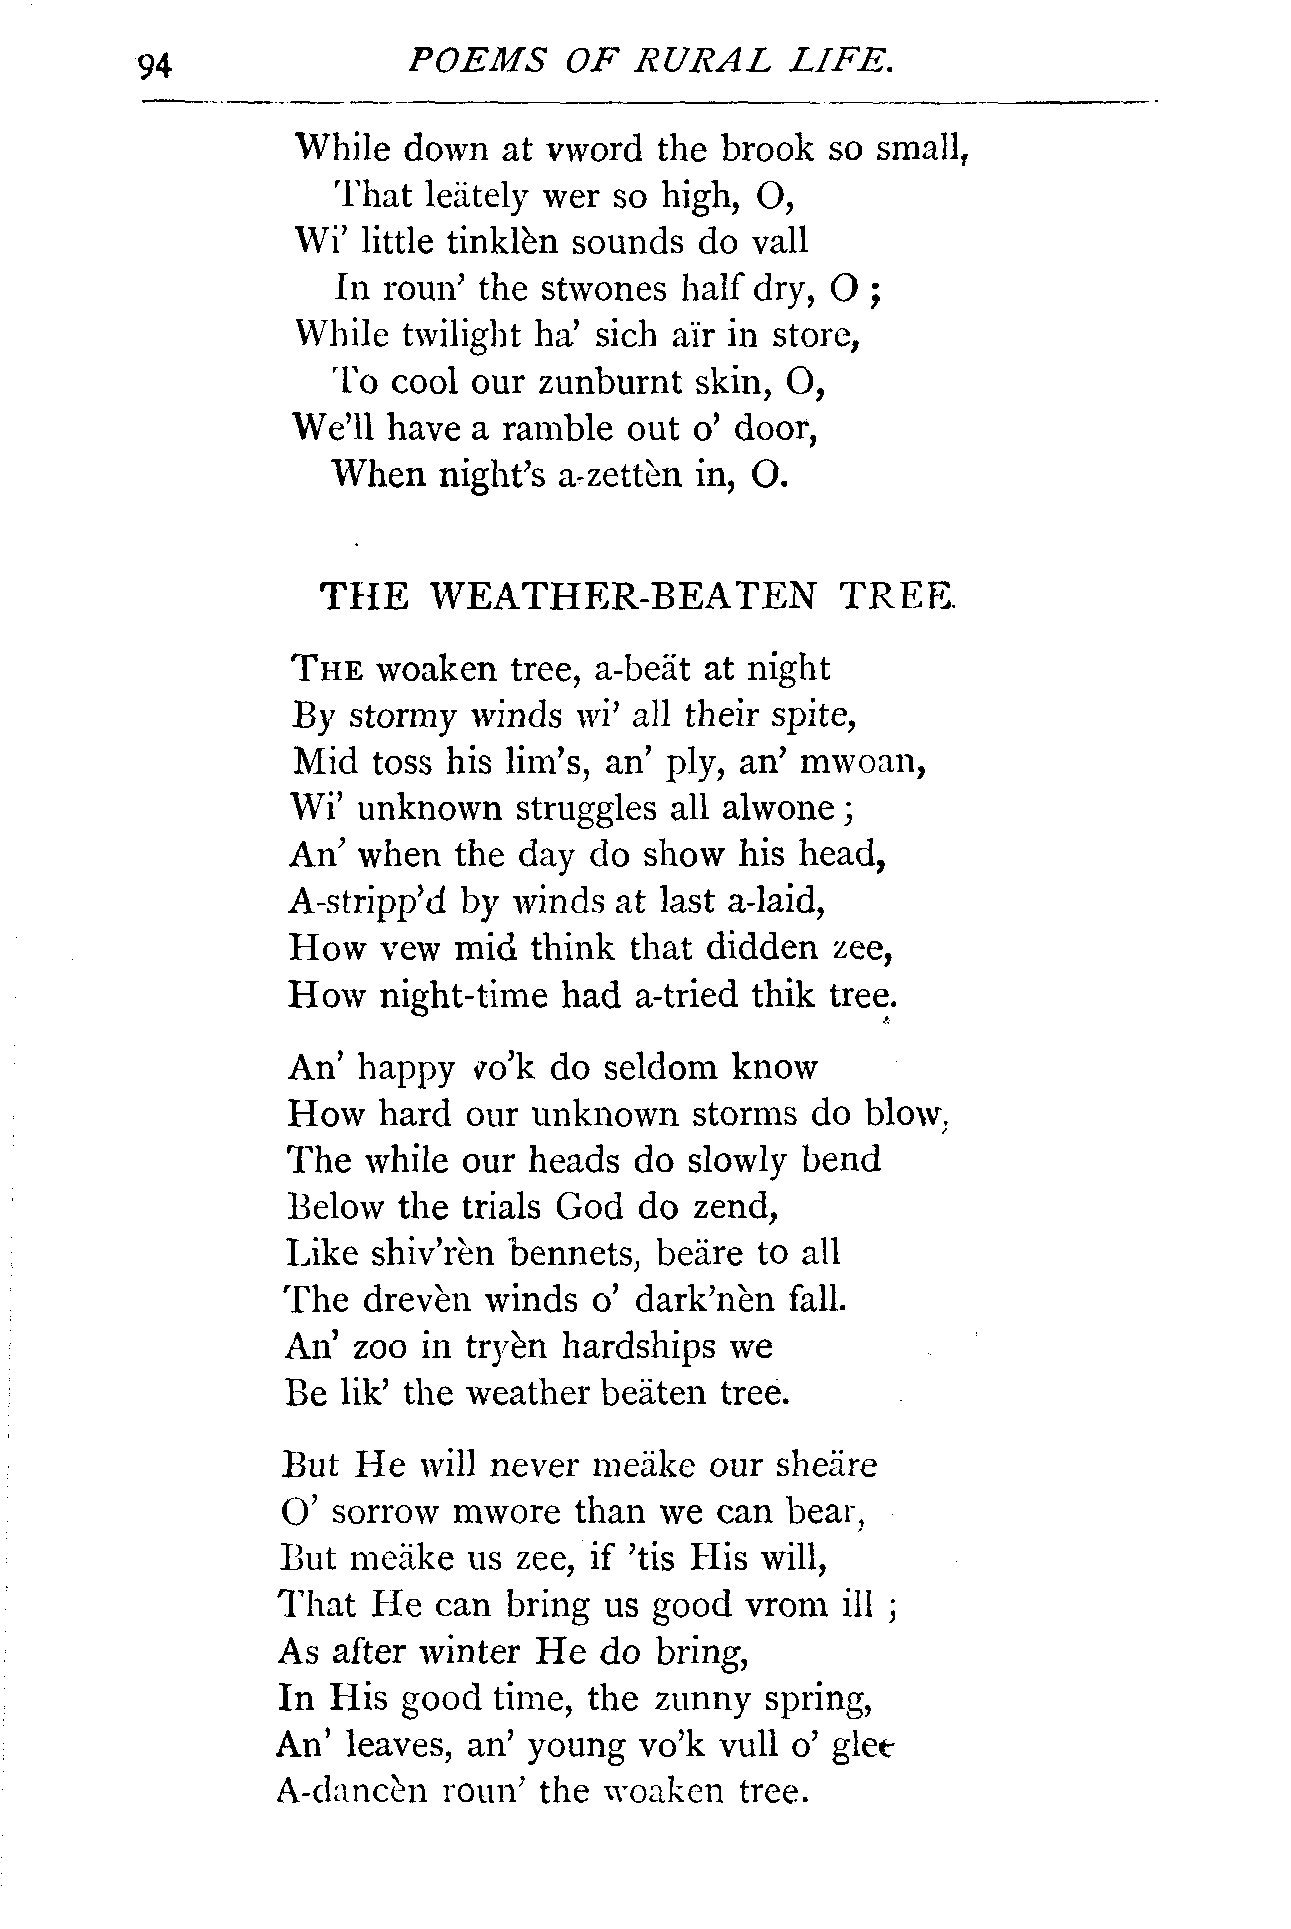 94 POEMS OF RURAL LIFE.
While down at vword the brook so small,
That leätely wer so high, O,
Wi' little tinklèn sounds do vall
In roun' the stwones half dry, O ;
While twilight ha' sich aïr in store,
To cool our zunburnt skin, O,
We'll have a ramble out o' door,
When night's a-zettèn in, O.
THE WEATHER-BEATEN TREE.
THE woaken tree, a-beät at night
By stormy winds wi' all their spite,
Mid toss his lim's, an' ply, an' mwoan,
Wi' unknown struggles all alwone ;
An' when the day do show his head,
A-stripp'd by winds at last a-laid,
How vew mid think that didden zee,
How night-time had a-tried thik tree.
An' happy vo'k do seldom know
How hard our unknown storms do blow,
The while our heads do slowly bend
Below the trials God do zend,
Like shiv'rèn bennets, beäre to all
The drevèn winds o' dark'nèn fall.
An' zoo in tryèn hardships we
Be lik' the weather beäten tree.
But He will never meäke our sheäre
O' sorrow mwore than we can bear,
But meäke us zee, if 'tis His will,
That He can bring us good vrom ill ;
As after winter He do bring,
In His good time, the zunny spring,
An' leaves, an' young vo'k vull o' glee
A-dancèn roun' the woaken tree.